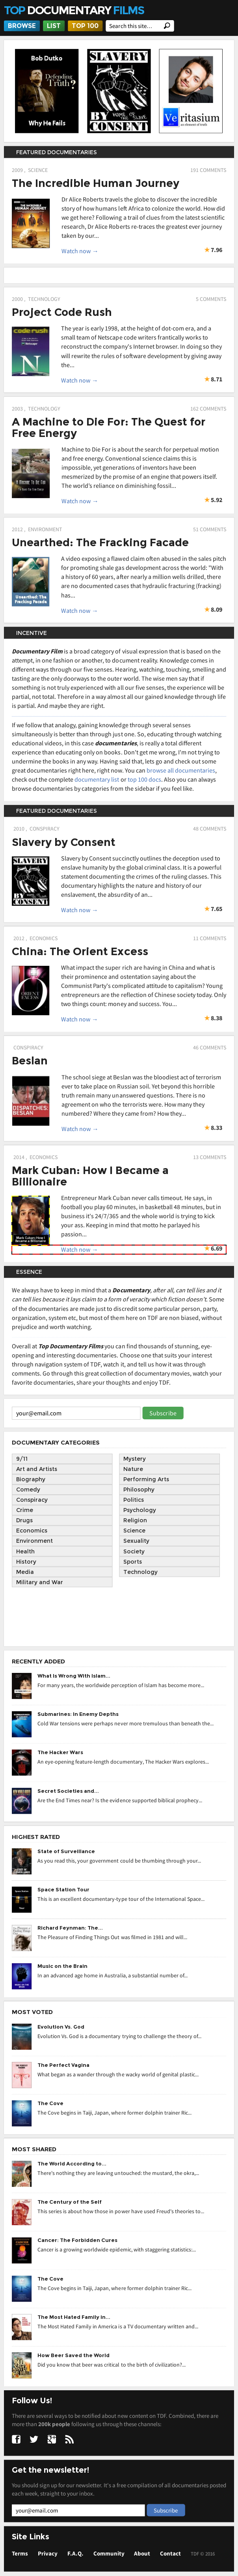 TOP DOCUMENTARY FILMS
BROWSE LIST TOP 100 Search this site...
Bob Dutko
Defending
Truth?
Why He Fails
SLAVERY
BY
CONSENT
Ve ritasium
FEATURED DOCUMENTARIES
2009 , SCIENCE 191 COMMENTS
The Incredible Human Journey
Dr Alice Roberts travels the globe to discover the incredible
story of how humans left Africa to colonize the world. How did
we get here? Following a trail of clues from the latest scientific
research, Dr Alice Roberts re-traces the greatest ever journey
taken by our...
Watch now → 7.96
2000 , TECHNOLOGY 5 COMMENTS
Project Code Rush
The year is early 1998, at the height of dot-com era, and a
small team of Netscape code writers frantically works to
reconstruct the company's Internet browser. In doing so they
will rewrite the rules of software development by giving away
the...
Watch now → 8.71
2003 , TECHNOLOGY 162 COMMENTS
A Machine to Die For: The Quest for
Free Energy
Machine to Die For is about the search for perpetual motion
and free energy. Conventional science claims this is
impossible, yet generations of inventors have been
mesmerized by the promise of an engine that powers itself.
The world's reliance on diminishing fossil...
Watch now → 5.92
2012 , ENVIRONMENT 51 COMMENTS
Unearthed: The Fracking Facade
A video exposing a flawed claim often abused in the sales pitch
for promoting shale gas development across the world: "With
a history of 60 years, after nearly a million wells drilled, there
are no documented cases that hydraulic fracturing (fracking)
has...
Watch now → 8.09
INCENTIVE
Documentary Film is a broad category of visual expression that is based on the
attempt, in one fashion or another, to document reality. Knowledge comes in
different ways through our five senses. Hearing, watching, touching, smelling and
tasting are the only doorways to the knowledge about the world. When the
information is not truly experienced with all our five senses, the experience will be
partial, not total. Therefore in way almost all our gained knowledge through life
is partial. And maybe they are right.
If we follow that analogy, gaining knowledge through several senses
simultaneously is better than through just one. So, educating through watching
educational videos, in this case documentaries, is really a total different
experience than educating through books. Don't get me wrong, I'm not trying to
undermine the books in any way. Having said that, lets go and watch some
great documentaries right here, right now. You can browse all documentaries,
check out the complete documentary list or top 100 docs. Also you can always
browse documentaries by categories from the sidebar if you feel like.
FEATURED DOCUMENTARIES
2010 , CONSPIRACY 49 COMMENTS
Slavery by Consent
SLAVERY
BY
CONSENT
Slavery by Consent succinctly outlines the deception used to
enslave people who believe they are free. It is a powerful
statement documenting the crimes of the ruling classes. This
documentary highlights the nature and history of our
enslavement, the absurdity of an...
Watch now → 7.65
2012 , ECONOMICS 11 COMMENTS
China: The Orient Excess
What impact the super rich are having in China and what is
their preoccupation with money saying about the
Communist Party's complicated attitude to capitalism? Young
entrepreneurs are the reflection of Chinese society today. Only
two things count money and success. You...
Watch now → 8.38
CONSPIRACY 46 COMMENTS
Beslan
DISPATCHES:
BESLAN
The school siege at Beslan was the bloodiest act of terrorism
ever to take place on Russian soil. Yet beyond this horrible
truth remain many unanswered questions. There is no
agreement on who the terrorists were. How many they
numbered? Where they came from? How they...
Watch now → 8.33
2014 , ECONOMICS 13 COMMENTS
Mark Cuban: How I Became a
Billionaire
Entrepreneur Mark Cuban never calls timeout. He says, in
football you play 60 minutes, in basketball 48 minutes, but in
business it's 24/7/365 and the whole world is trying to kick
your ass. Keeping in mind that motto he parlayed his
passion...
Watch now → 6.69
ESSENCE
We always have to keep in mind that a Documentary, after all, can tell lies and it
can tell lies because it lays claim to a form of veracity which fiction doesn't. Some
of the documentaries are made just to discredit some particular person, party,
organization, system etc, but most of them here on TDF are non biased, without
prejudice and worth watching.
Overall at Top Documentary Films you can find thousands of stunning, eye-
opening and interesting documentaries. Choose one that suits your interest
through navigation system of TDF, watch it, and tell us how it was through
comments. Go through this great collection of documentary movies, watch your
favorite documentaries, share your thoughts and enjoy TDF.
your@email.com Subscribe
DOCUMENTARY CATEGORIES
9/11 Mystery
Art and Artists Nature
Biography Performing Arts
Comedy Philosophy
Conspiracy Politics
Crime Psychology
Drugs Religion
Economics Science
Environment Sexuality
Health Society
History Sports
Media Technology
Military and War
RECENTLY ADDED
What Is Wrong With Islam...
For many years, the worldwide perception of Islam has become more...
Submarines: In Enemy Depths
Cold War tensions were perhaps never more tremulous than beneath the...
The Hacker Wars
An eye-opening feature-length documentary, The Hacker Wars explores...
Secret Societies and...
Are the End Times near? Is the evidence supported biblical prophecy...
HIGHEST RATED
State of Surveillance
As you read this, your government could be thumbing through your...
Space Station Tour
This is an excellent documentary-type tour of the International Space...
Richard Feynman: The...
The Pleasure of Finding Things Out was filmed in 1981 and will...
Music on the Brain
In an advanced age home in Australia, a substantial number of...
MOST VOTED
Evolution Vs. God
Evolution Vs. God is a documentary trying to challenge the theory of...
The Perfect Vagina
What began as a wander through the wacky world of genital plastic...
The Cove
The Cove begins in Taiji, Japan, where former dolphin trainer Ric...
MOST SHARED
The World According to...
There's nothing they are leaving untouched: the mustard, the okra,...
The Century of the Self
This series is about how those in power have used Freud's theories to...
Cancer: The Forbidden Cures
Cancer is a growing worldwide epidemic, with staggering statistics:...
The Cove
The Cove begins in Taiji, Japan, where former dolphin trainer Ric...
The Most Hated Family in...
The Most Hated Family in America is a TV documentary written and...
How Beer Saved the World
Did you know that beer was critical to the birth of civilization?...
Follow Us!
There are several ways to be notified about new content on TDF. Combined, there are
more than 200k people following us through these channels:
Get the newsletter!
You should sign up for our newsletter. It's a free compilation of all documentaries posted
each week, straight to your inbox.
your@email.com Subscribe
Site Links
Terms Privacy F.A.Q. Community About Contact TDF © 2016